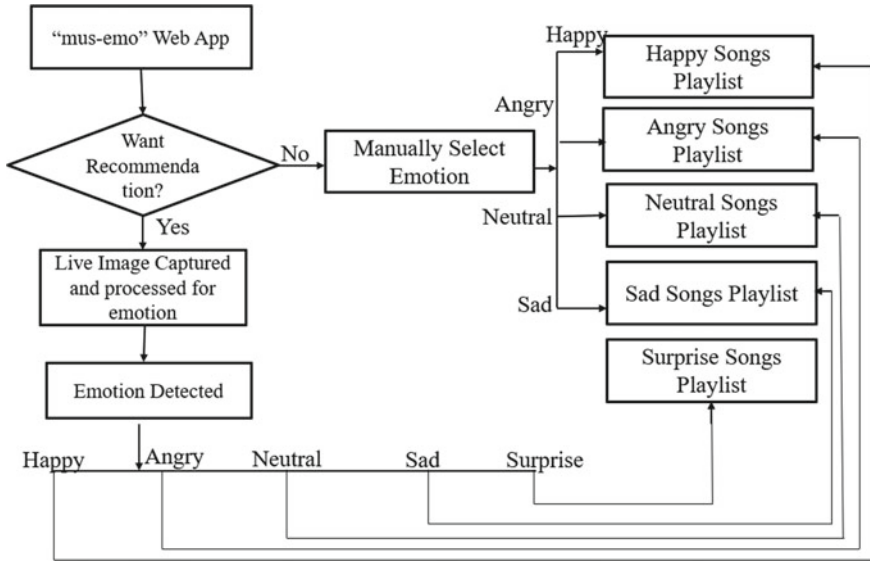 “mus-emo” Web App
Want
Recommenda
tion?
No
Yes
Manually Select
Emotion
Happy
Angry
Neutral
Sad
Happy Songs
Playlist
Angry Songs
Playlist
Neutral Songs
Playlist
Sad Songs Playlist
Surprise Songs
Playlist
Live Image Captured
and processed for
emotion
Emotion Detected
Happy
Angry
Neutral
Sad
Surprise